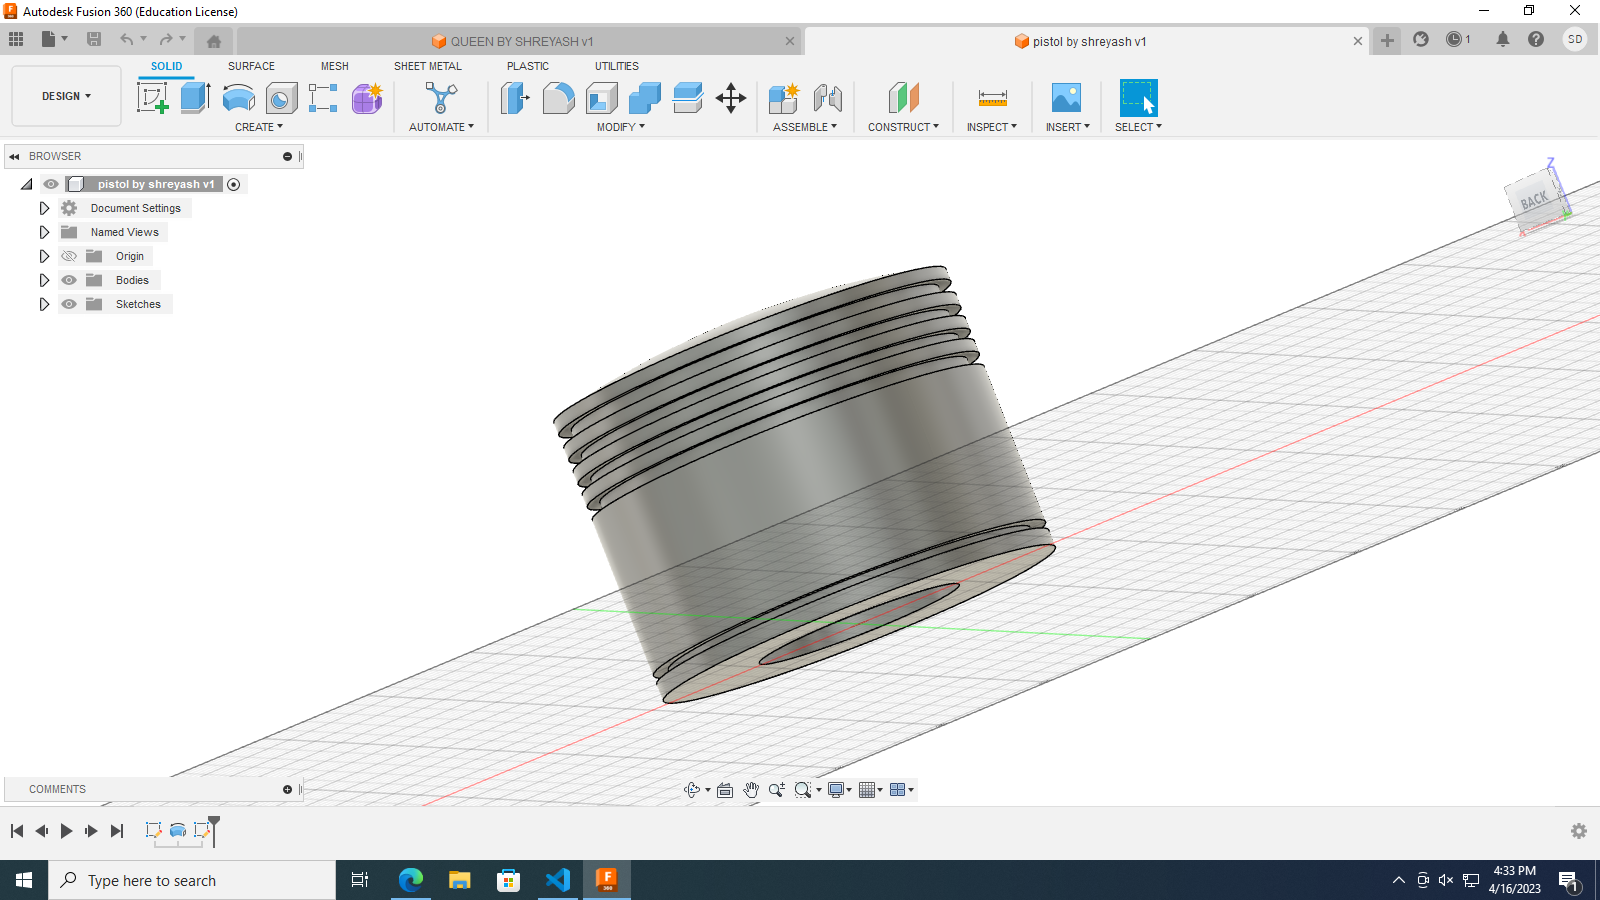 Autodesk Fusion 360 (Education License)
QUEEN BY SHREYASH v1
pistol by shreyash v1
1
SD
SOLID
SURFACE
MESH
SHEET METAL
PLASTIC
UTILITIES
DESIGN
CREATE
AUTOMATE
MODIFY
ASSEMBLE
CONSTRUCT
INSPECT
INSERT
SELECT
BROWSER
pistol by shreyash v1
Document Settings
Named Views
Origin
Bodies
Sketches
Z
BACK
X
COMMENTS
Type here to search
360
4:33 PM
4/16/2023
1